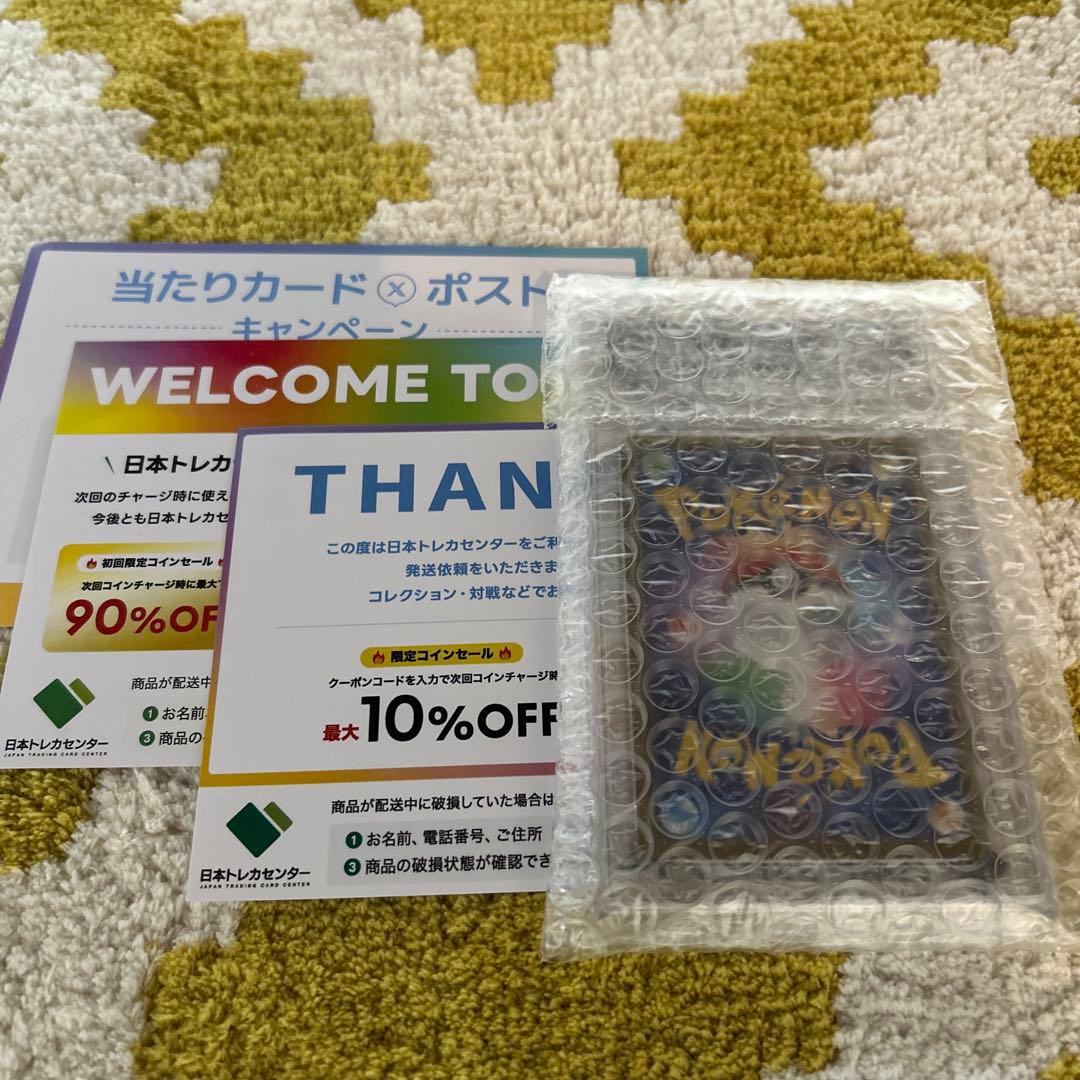 当たりカード X ポスト
キャンペーン
WELCOME TO
\ 日本トレカ
次回のチャージ時に使え
今後とも日本トレカセ
初回限定コインセール
次回コインチャージ時に最大
90%OF
商品が配送中
1 お名前、
3 商品の
日本トレカセンター
JAPAN TRADING CARD CENTER
THAN
この度は日本トレカセンターをご利
発送依頼をいただきま
コレクション・対戦などでお
限定コインセール
クーポンコードを入力で次回コインチャージ時
最大10%OFF
商品が配送中に破損していた場合は
1 お名前、電話番号、ご住所
3 商品の破損状態が確認でき
日本トレカセンター
JAPAN TRADING CARD CENTER
POKÉMON
POKÉMON